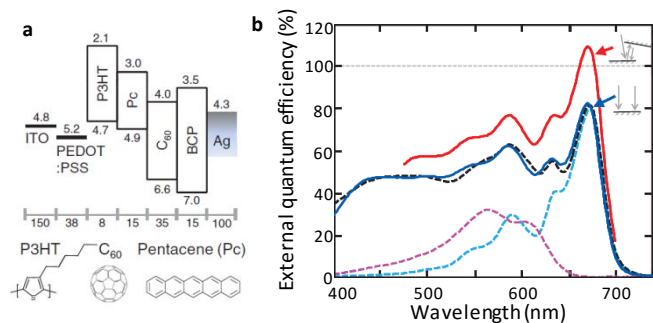 a
2.1
P3HT
4.7
3.0
Pc
4.9
4.0
C60
6.6
3.5
BCP
7.0
4.3
Ag
4.8
ITO
5.2
PEDOT
:PSS
150 38 8 15 35 15 100
P3HT C60 Pentacene (Pc)
S
n
b
External quantum efficiency (%)
120
100
80
60
40
20
0
400 500 600 700
Wavelength (nm)